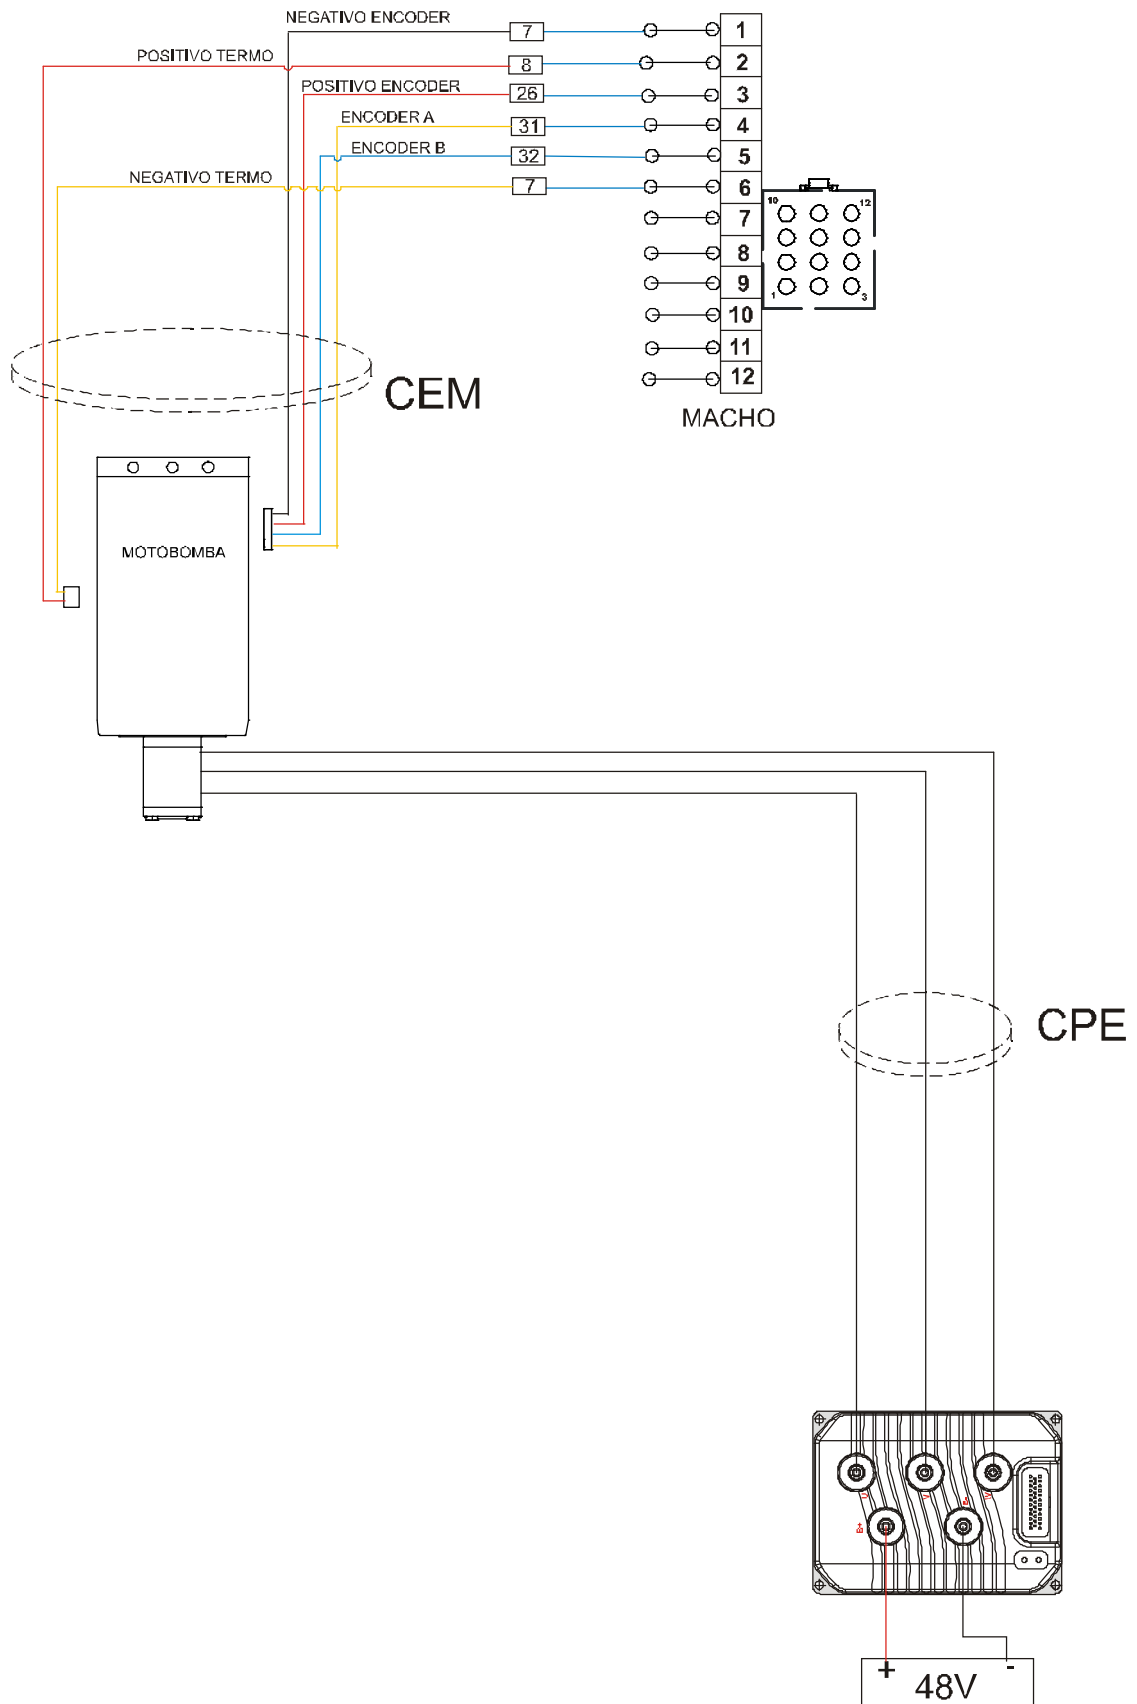 NEGATIVO ENCODER 7 1
POSITIVO TERMO 8 2
POSITIVO ENCODER 26 3
ENCODER A 31 4
ENCODER B 32 5
NEGATIVO TERMO 7 6
7
8
9
10
11
12
10 12
1 3
MACHO
CEM
MOTOBOMBA
CPE
U V
B+
+ -
48V